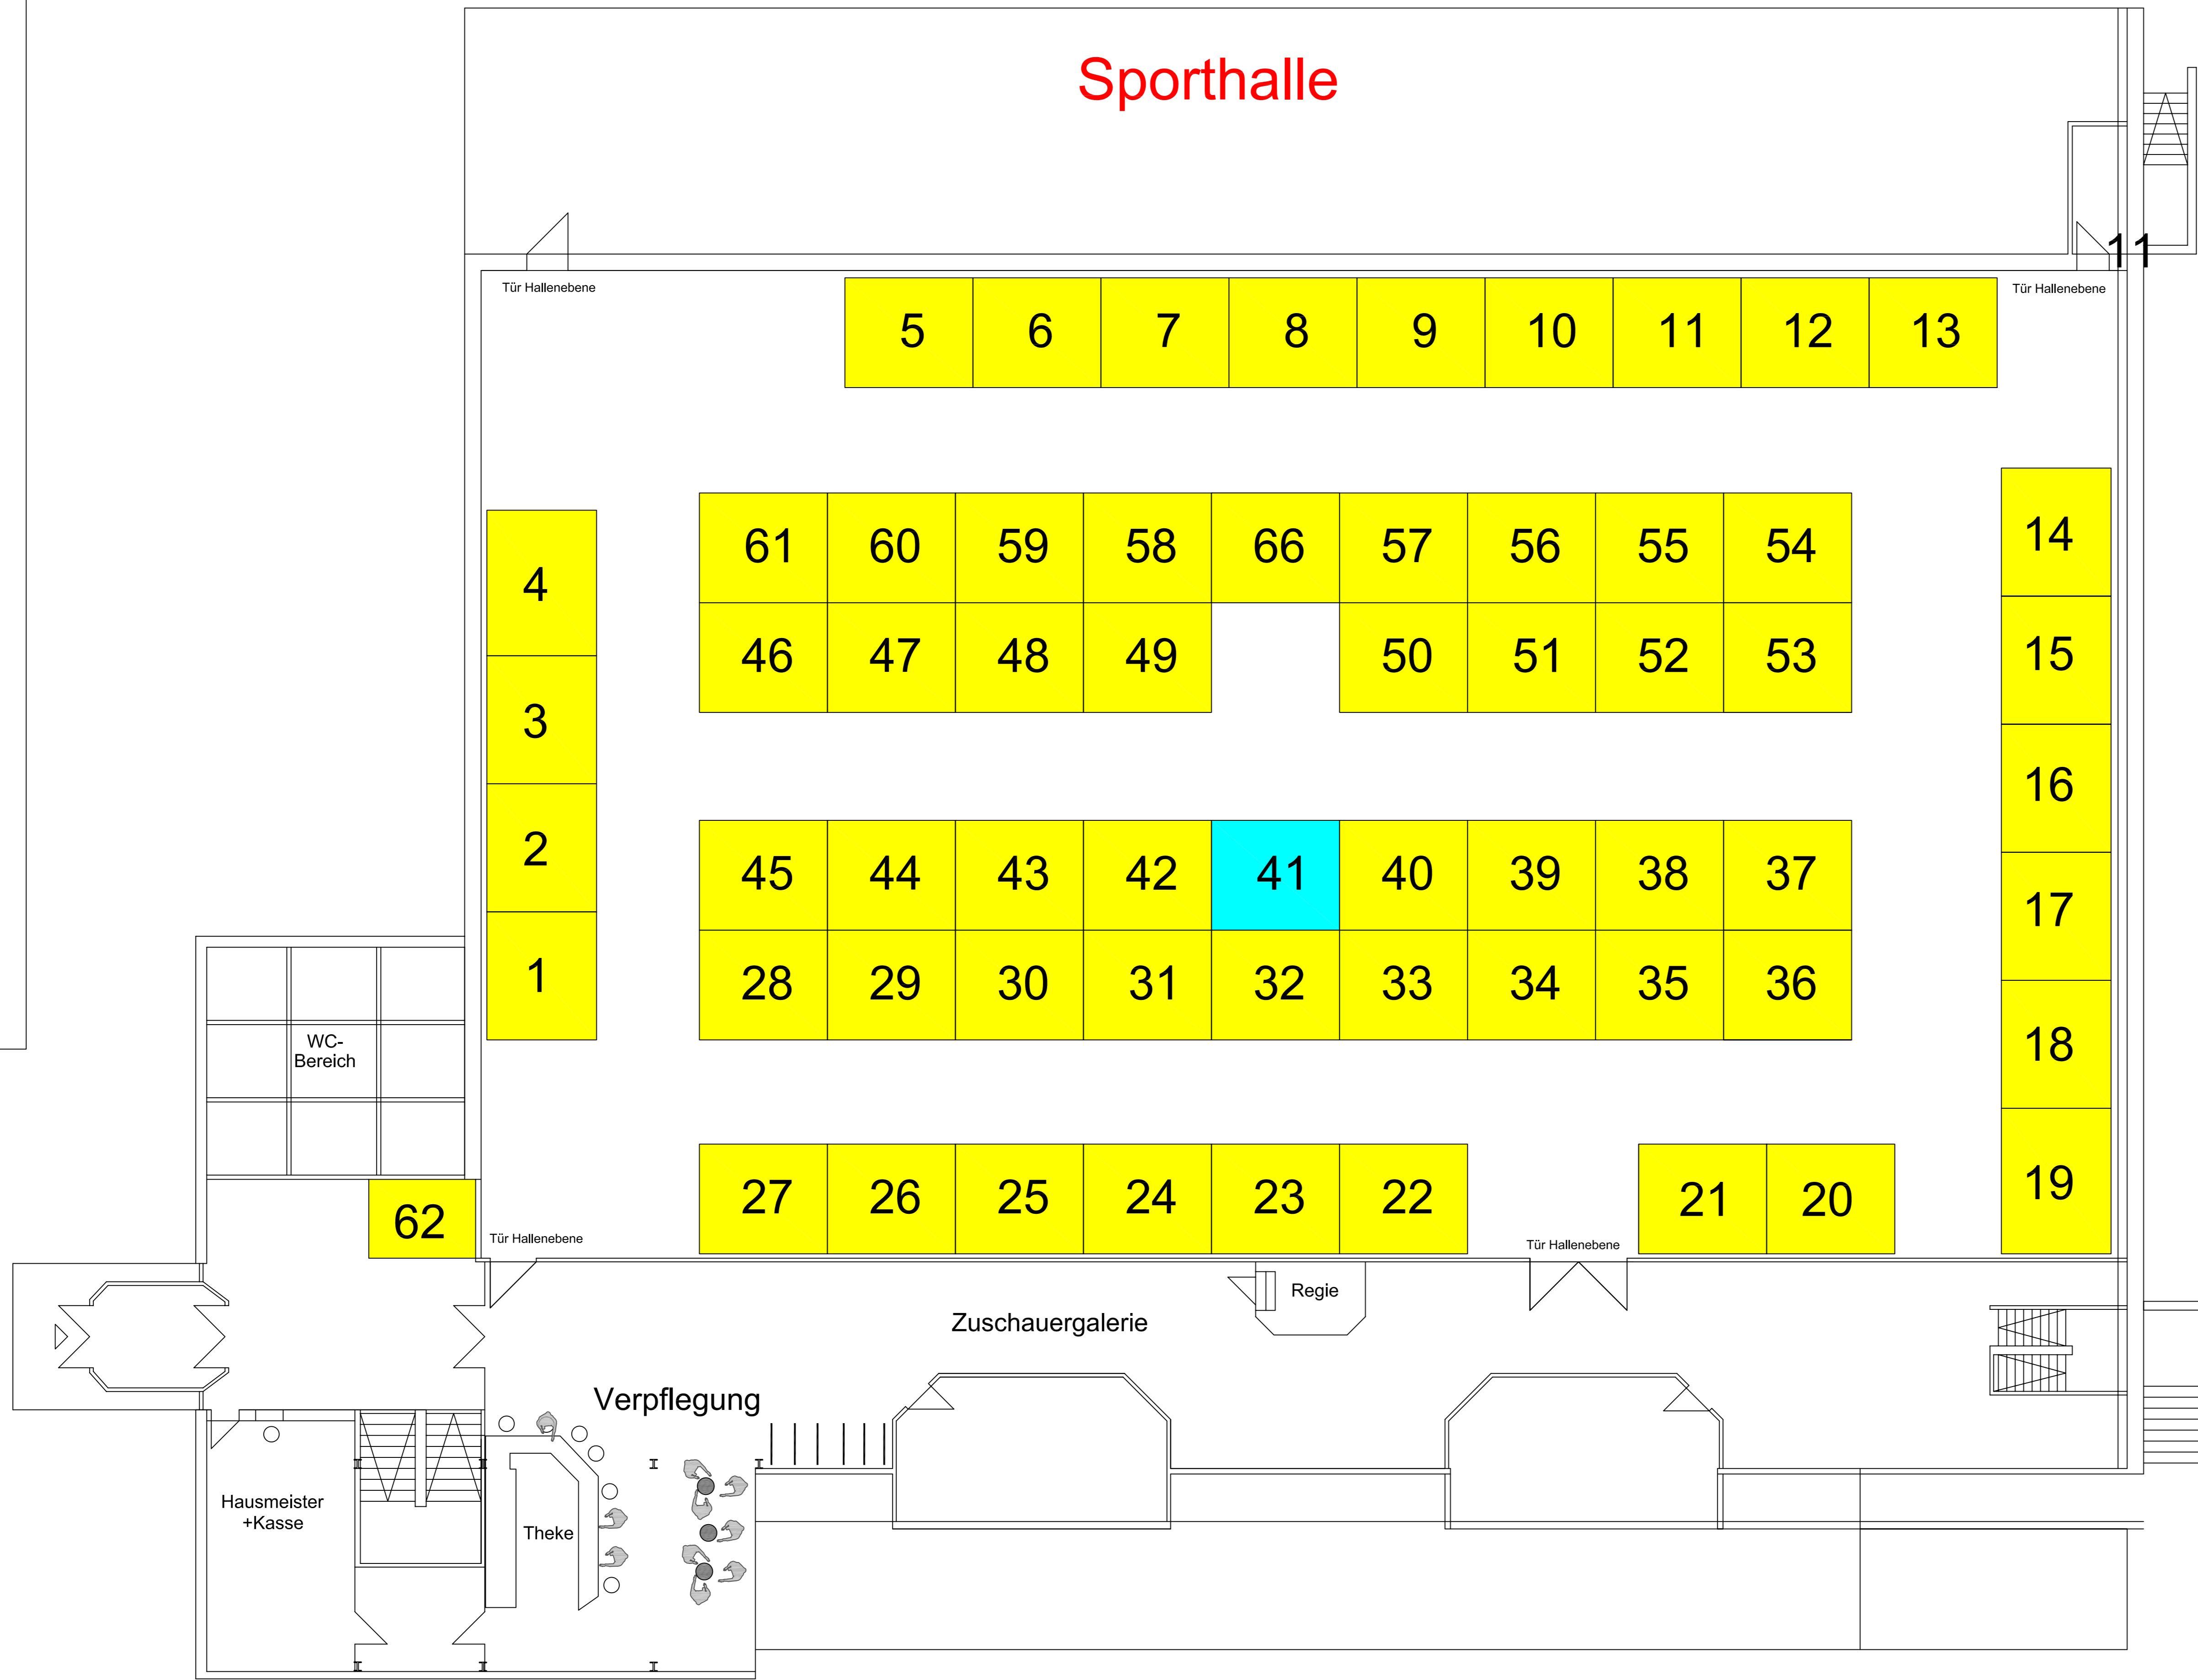 Sporthalle
11
Tür Hallenebene
Tür Hallenebene
5 6 7 8 9 10 11 12 13
61 60 59 58 66 57 56 55 54
46 47 48 49 50 51 52 53
4
3
2
1
14
15
16
17
18
19
45 44 43 42 41 40 39 38 37
28 29 30 31 32 33 34 35 36
WC-
Bereich
27 26 25 24 23 22 21 20
62
Tür Hallenebene
Tür Hallenebene
Regie
Zuschauergalerie
Verpflegung
Hausmeister
+Kasse
Theke